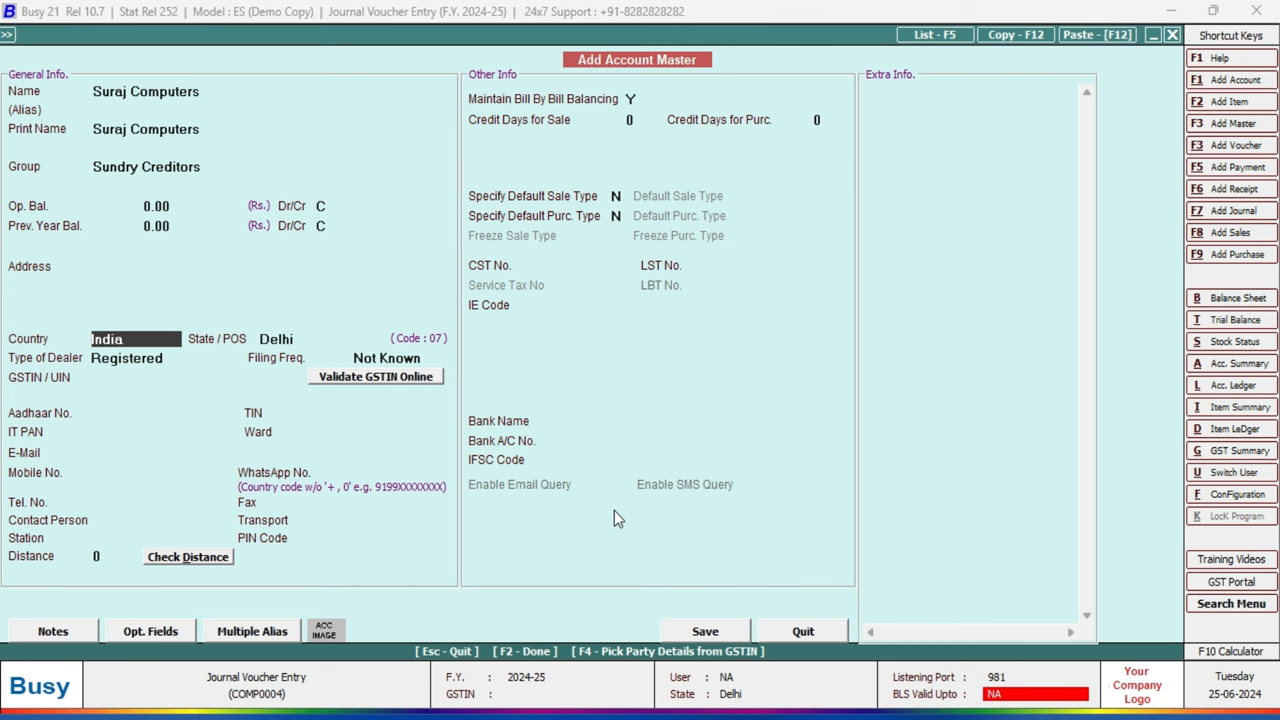 B Busy 21 Rel 10.7 | Stat Rel 252 | Model : ES (Demo Copy) | Journal Voucher Entry (F.Y. 2024-25) | 24x7 Support : +91-8282828282
>> List - F5 Copy - F12 Paste - [F12] Shortcut Keys
Add Account Master
General Info.
Name Suraj Computers
(Alias)
Print Name Suraj Computers
Group Sundry Creditors
Op. Bal. 0.00 (Rs.) Dr/Cr C
Prev. Year Bal. 0.00 (Rs.) Dr/Cr C
Address
Country India State / POS Delhi ( Code : 07 )
Type of Dealer Registered Filing Freq. Not Known
GSTIN / UIN Validate GSTIN Online
Aadhaar No. TIN
IT PAN Ward
E-Mail
Mobile No. WhatsApp No.
(Country code w/o '+ , 0' e.g. 9199XXXXXXXX)
Tel. No. Fax
Contact Person Transport
Station PIN Code
Distance 0 Check Distance
Other Info
Maintain Bill By Bill Balancing Y
Credit Days for Sale 0 Credit Days for Purc. 0
Specify Default Sale Type N Default Sale Type
Specify Default Purc. Type N Default Purc. Type
Freeze Sale Type Freeze Purc. Type
CST No. LST No.
Service Tax No LBT No.
IE Code
Bank Name
Bank A/C No.
IFSC Code
Enable Email Query Enable SMS Query
Extra Info.
Notes Opt. Fields Multiple Alias ACC IMAGE Save Quit
[ Esc - Quit ] [ F2 - Done ] [ F4 - Pick Party Details from GSTIN ]
F1 Help
F1 Add Account
F2 Add Item
F3 Add Master
F3 Add Voucher
F5 Add Payment
F6 Add Receipt
F7 Add Journal
F8 Add Sales
F9 Add Purchase
B Balance Sheet
T Trial Balance
S Stock Status
A Acc. Summary
L Acc. Ledger
I Item Summary
D Item LeDger
G GST Summary
U Switch User
F ConFiguration
K LocK Program
Training Videos
GST Portal
Search Menu
F10 Calculator
Busy
Journal Voucher Entry
(COMP0004)
F.Y. : 2024-25
GSTIN :
User : NA
State : Delhi
Listening Port : 981
BLS Valid Upto : NA
Your
Company
Logo
Tuesday
25-06-2024